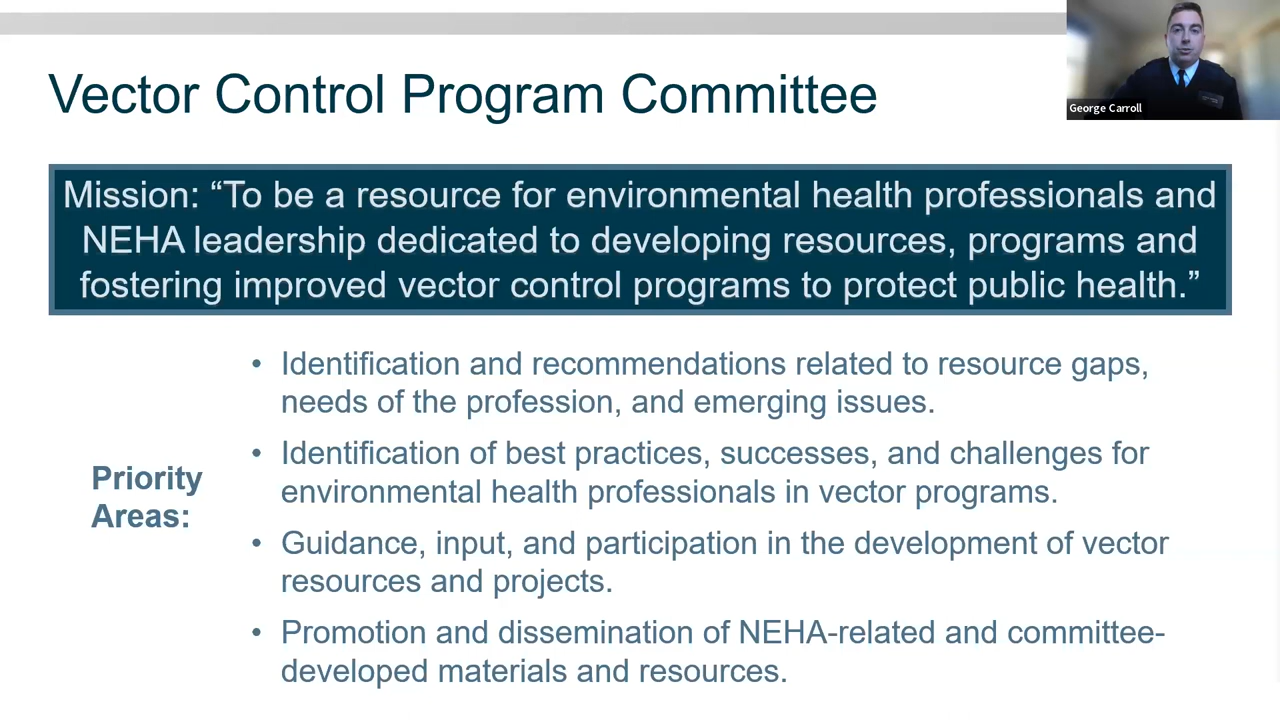 Vector Control Program Committee
George Carroll
Mission: “To be a resource for environmental health professionals and
NEHA leadership dedicated to developing resources, programs and
fostering improved vector control programs to protect public health.”
Priority
Areas:
• Identification and recommendations related to resource gaps,
needs of the profession, and emerging issues.
• Identification of best practices, successes, and challenges for
environmental health professionals in vector programs.
• Guidance, input, and participation in the development of vector
resources and projects.
• Promotion and dissemination of NEHA-related and committee-
developed materials and resources.